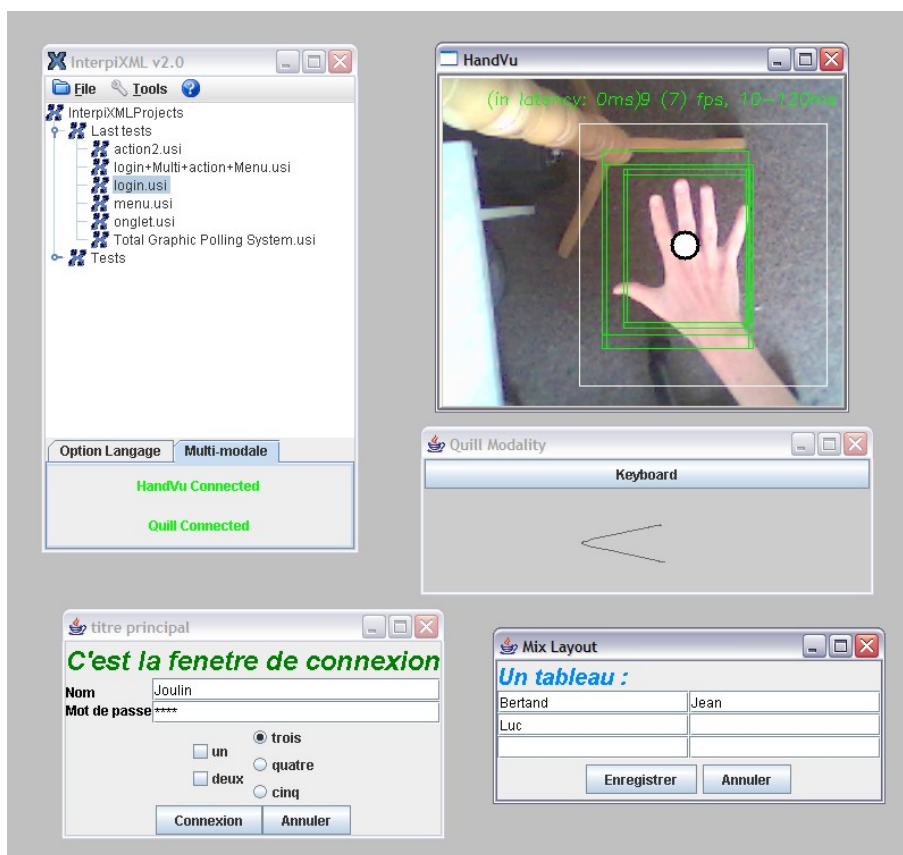 InterpiXML v2.0
File Tools
InterpiXMLProjects
Last tests
action2.usi
login+Multi+action+Menu.usi
login.usi
menu.usi
onglet.usi
Total Graphic Polling System.usi
Tests
Option Langage Multi-modale
HandVu Connected
Quill Connected
HandVu
(in latency: 0ms)9 (7) fps, 10-120ms
Quill Modality
Keyboard
titre principal
C'est la fenetre de connexion
Nom Joulin
Mot de passe ****
un
deux
trois
quatre
cinq
Connexion Annuler
Mix Layout
Un tableau :
Bertand Jean
Luc
Enregistrer Annuler